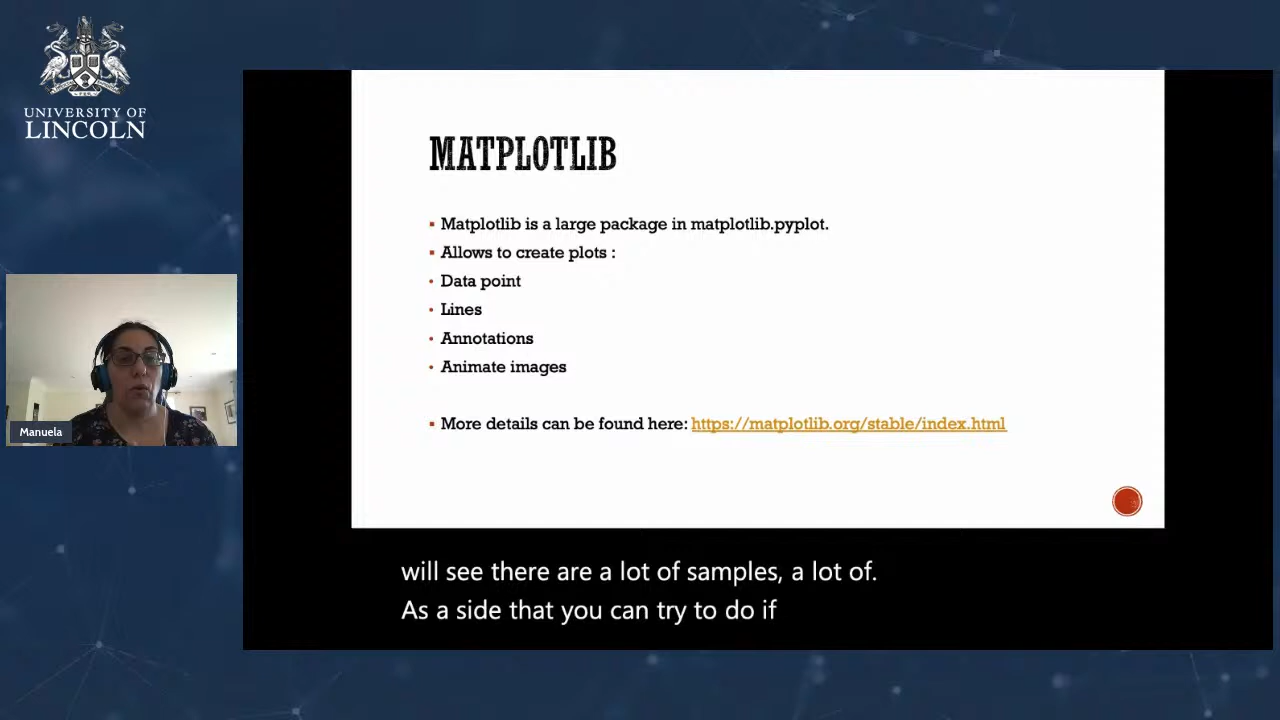 UNIVERSITY OF
LINCOLN
MATPLOTLIB
Matplotlib is a large package in matplotlib.pyplot.
Allows to create plots :
Data point
Lines
Annotations
Animate images
More details can be found here: https://matplotlib.org/stable/index.html
Manuela
will see there are a lot of samples, a lot of.
As a side that you can try to do if